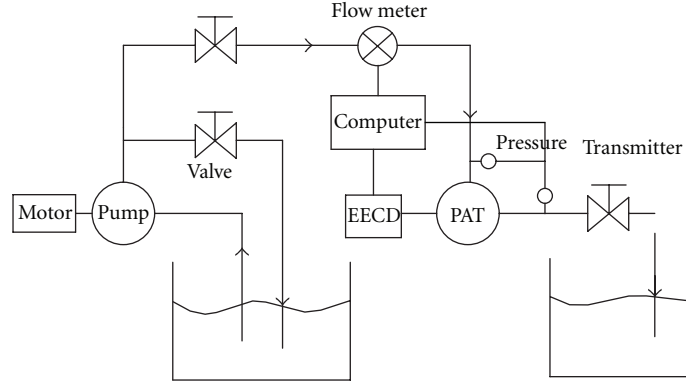 Flow meter
Computer
Pressure
Transmitter
Valve
Motor
Pump
EECD
PAT